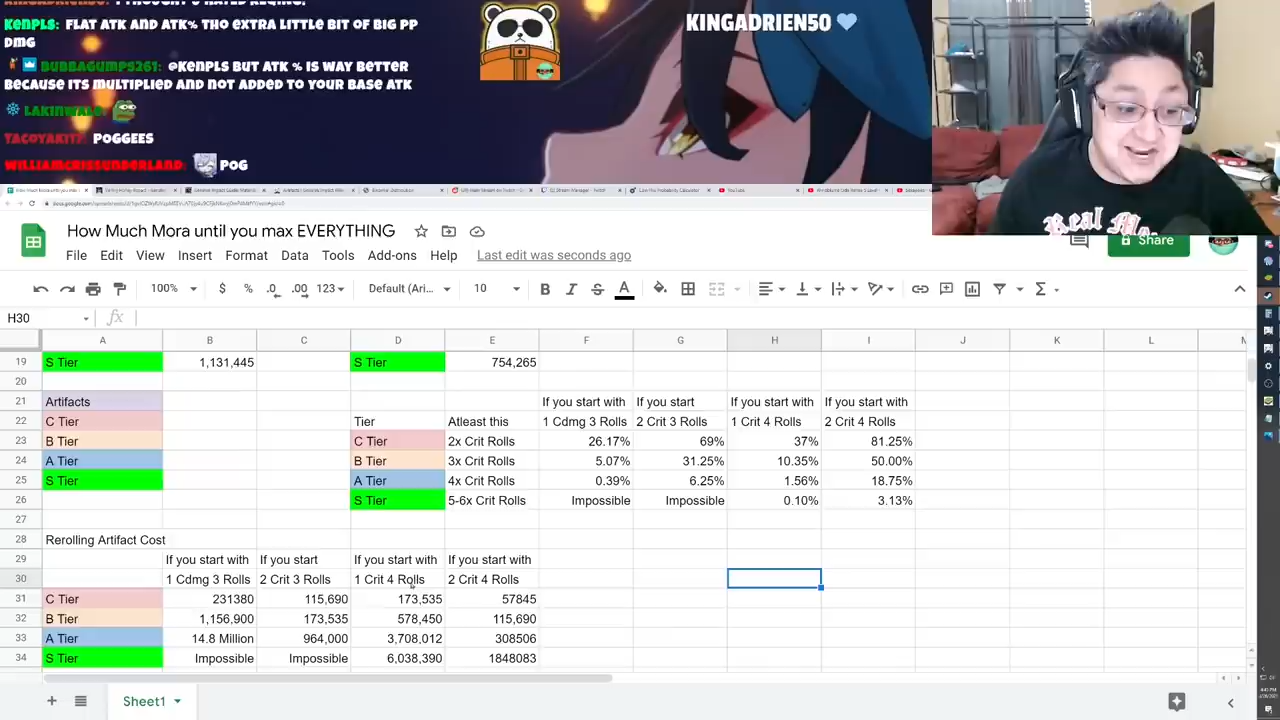 KENPLS: FLAT ATK AND ATK% THO EXTRA LITTLE BIT OF BIG PP
DMG
BUBBAGUMPS261: @KENPLS BUT ATK % IS WAY BETTER
BECAUSE ITS MULTIPLIED AND NOT ADDED TO YOUR BASE ATK
LAKINWALO:
TACOYAKITZ: POGGEES
WILLIAMCRISSUNDERLAND: POG
KINGADRIEN50
How Much Mora until you max EVERYTHING
Share
File Edit View Insert Format Data Tools Add-ons Help Last edit was seconds ago
100% $ % .0 .00 123 Default (Ari... 10 B I S A
H30 fx
A B C D E F G H I J K L M
19 S Tier 1,131,445 S Tier 754,265
20
21 Artifacts If you start with If you start If you start with If you start with
22 C Tier Tier Atleast this 1 Cdmg 3 Rolls 2 Crit 3 Rolls 1 Crit 4 Rolls 2 Crit 4 Rolls
23 B Tier C Tier 2x Crit Rolls 26.17% 69% 37% 81.25%
24 A Tier B Tier 3x Crit Rolls 5.07% 31.25% 10.35% 50.00%
25 S Tier A Tier 4x Crit Rolls 0.39% 6.25% 1.56% 18.75%
26 S Tier 5-6x Crit Rolls Impossible Impossible 0.10% 3.13%
27
28 Rerolling Artifact Cost
29 If you start with If you start If you start with If you start with
30 1 Cdmg 3 Rolls 2 Crit 3 Rolls 1 Crit 4 Rolls 2 Crit 4 Rolls
31 C Tier 231380 115,690 173,535 57845
32 B Tier 1,156,900 173,535 578,450 115,690
33 A Tier 14.8 Million 964,000 3,708,012 308506
34 S Tier Impossible Impossible 6,038,390 1848083
Sheet1